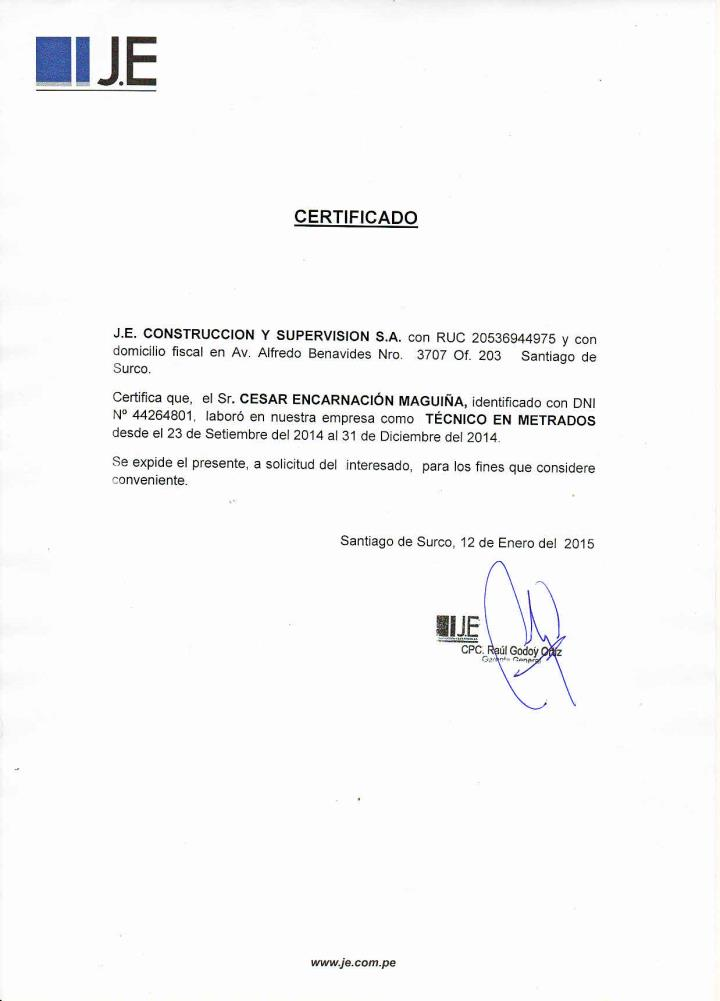 J.E
CERTIFICADO
J.E. CONSTRUCCION Y SUPERVISION S.A. con RUC 20536944975 y con
domicilio fiscal en Av. Alfredo Benavides Nro. 3707 Of. 203 Santiago de
Surco.
Certifica que, el Sr. CESAR ENCARNACIÓN MAGUIÑA, identificado con DNI
Nº 44264801, laboró en nuestra empresa como TÉCNICO EN METRADOS
desde el 23 de Setiembre del 2014 al 31 de Diciembre del 2014.
Se expide el presente, a solicitud del interesado, para los fines que considere
conveniente.
Santiago de Surco, 12 de Enero del 2015
J.E
CPC. Raúl Godoy
Gerente General
www.je.com.pe